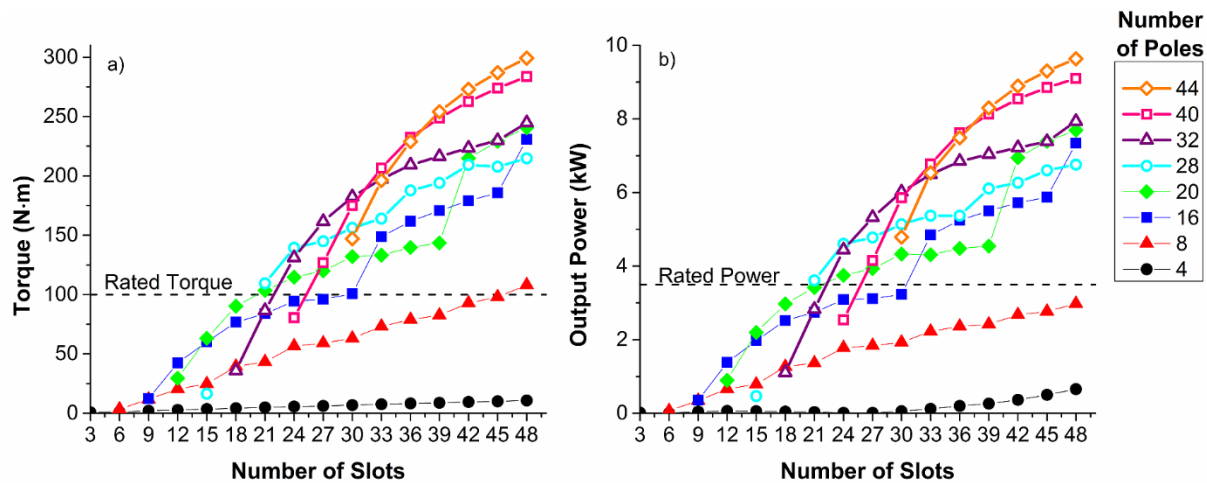 a)
Torque (N·m)
300
250
200
150
100
50
0
Rated Torque
3 6 9 12 15 18 21 24 27 30 33 36 39 42 45 48
Number of Slots
b)
Output Power (kW)
10
8
6
4
2
0
Rated Power
3 6 9 12 15 18 21 24 27 30 33 36 39 42 45 48
Number of Slots
Number
of Poles
44
40
32
28
20
16
8
4